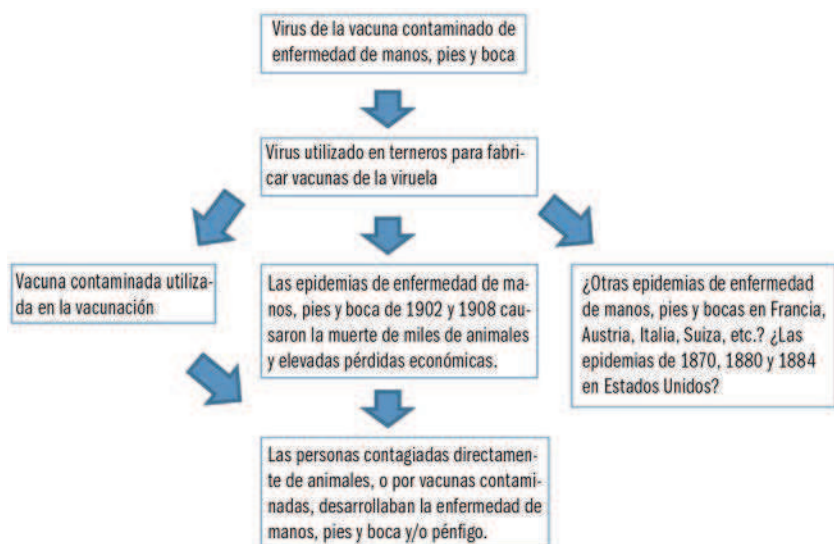 Virus de la vacuna contaminado de
enfermedad de manos, pies y boca
Virus utilizado en terneros para fabri-
car vacunas de la viruela
Vacuna contaminada utiliza-
da en la vacunación
Las epidemias de enfermedad de ma-
nos, pies y boca de 1902 y 1908 cau-
saron la muerte de miles de animales
y elevadas pérdidas económicas.
¿Otras epidemias de enfermedad
de manos, pies y bocas en Francia,
Austria, Italia, Suiza, etc.? ¿Las
epidemias de 1870, 1880 y 1884
en Estados Unidos?
Las personas contagiadas directamen-
te de animales, o por vacunas contami-
nadas, desarrollaban la enfermedad de
manos, pies y boca y/o pénfigo.